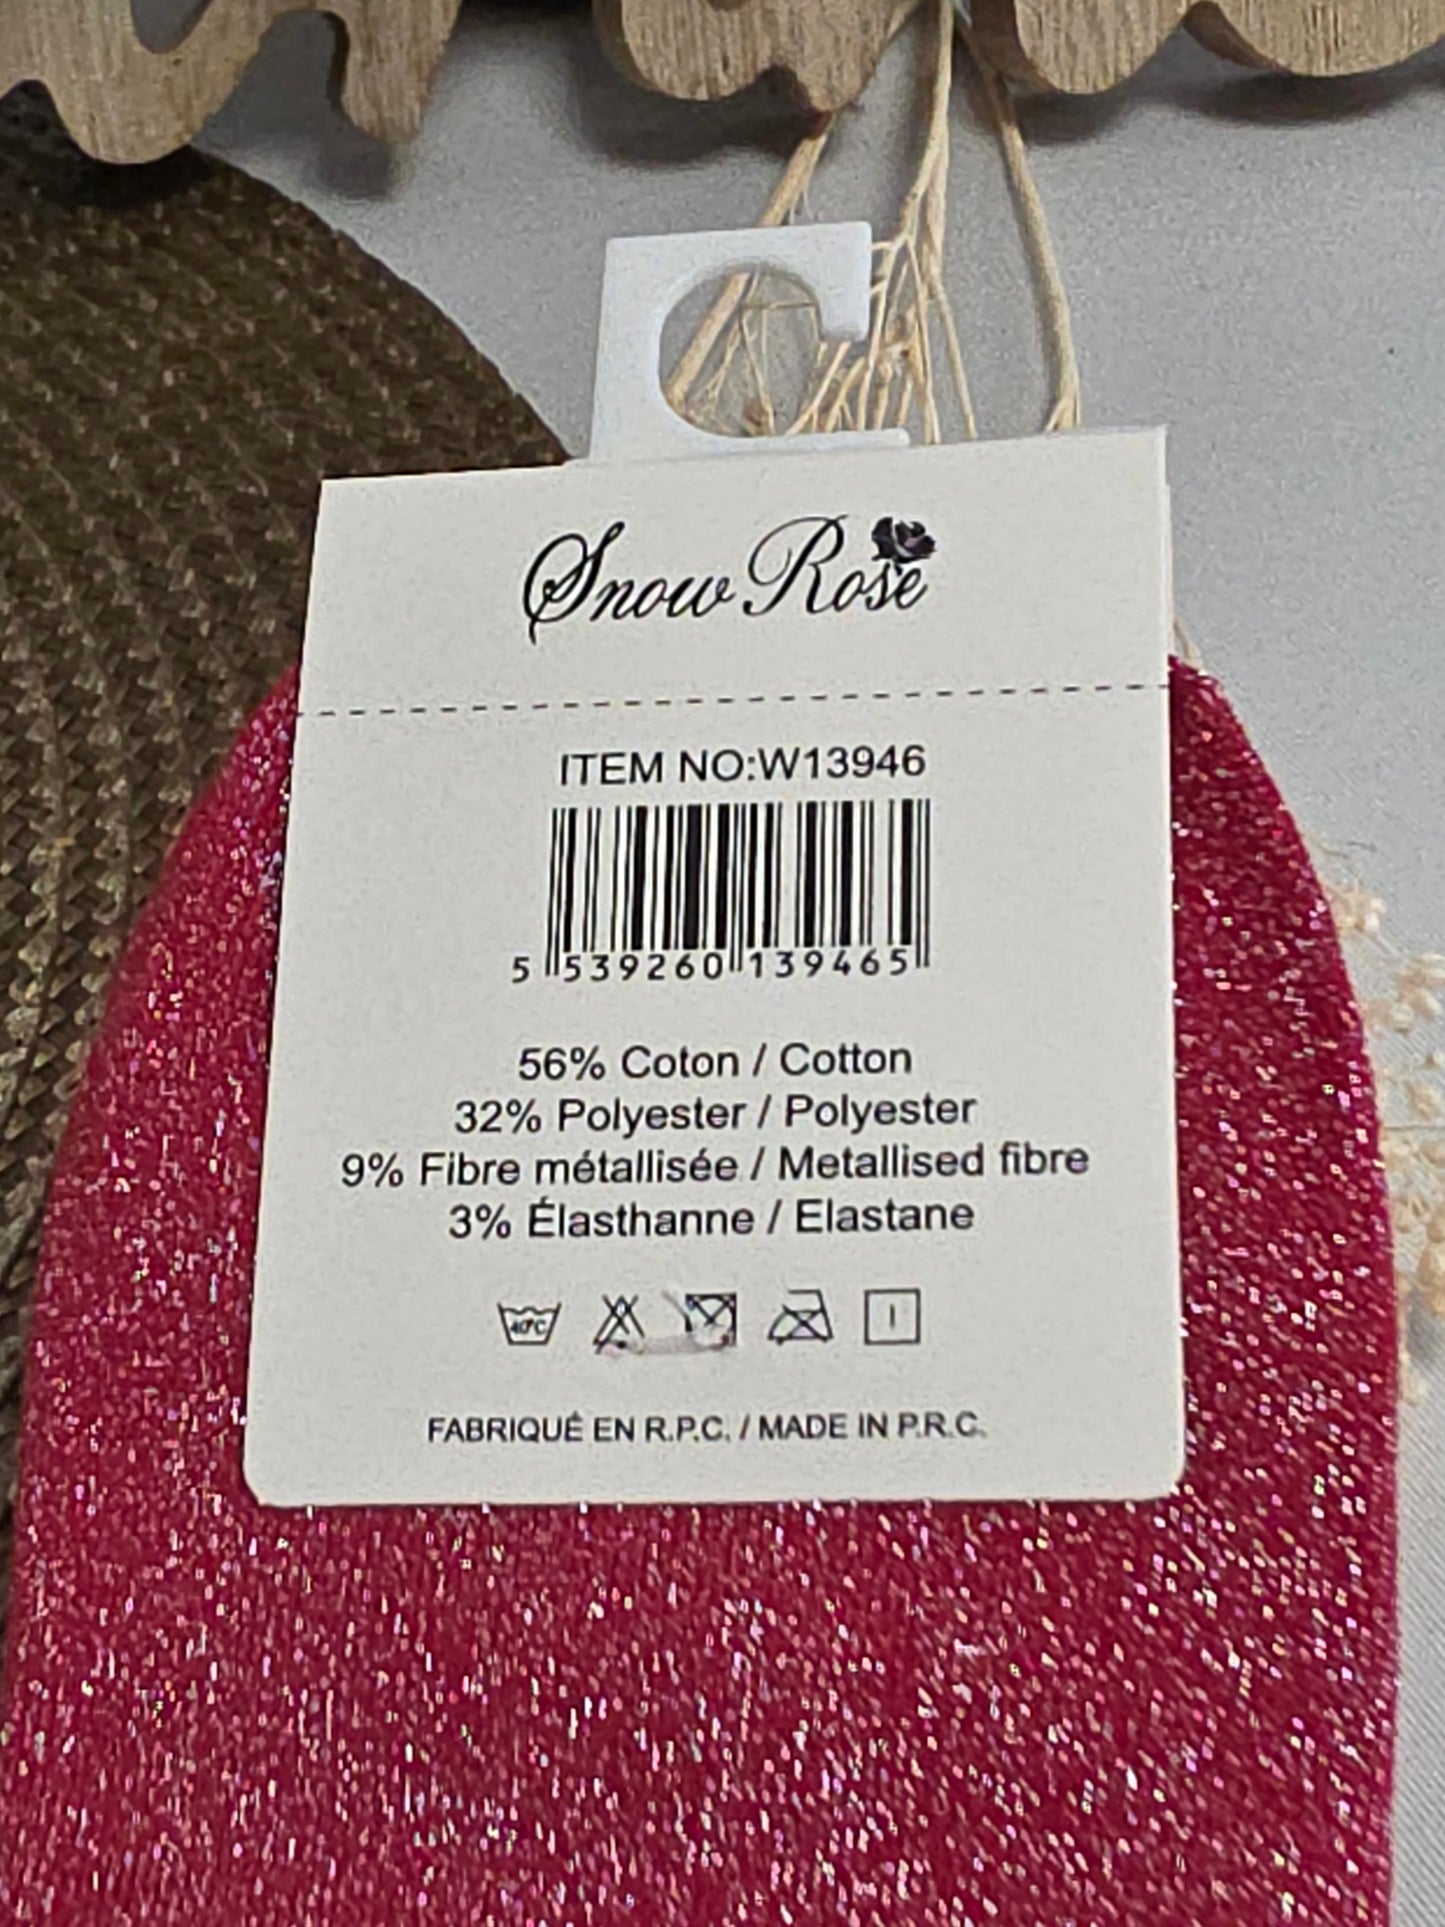 Snow Rose
ITEM NO:W13946
5 539260 139465
56% Coton / Cotton
32% Polyester / Polyester
9% Fibre métallisée / Metallised fibre
3% Élasthanne / Elastane
40°C
FABRIQUÉ EN R.P.C. / MADE IN P.R.C.